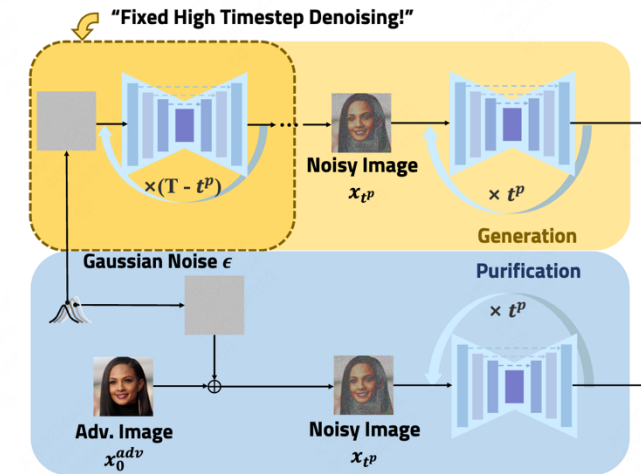 “Fixed High Timestep Denoising!”
×(T - t^p)
Noisy Image
x_{t^p}
× t^p
Generation
Gaussian Noise ϵ
Purification
× t^p
Adv. Image
x_0^{adv}
Noisy Image
x_{t^p}